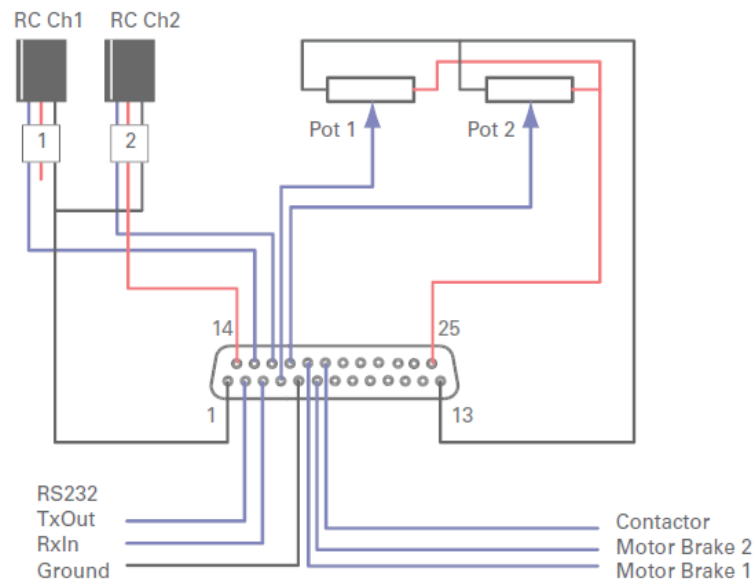 RC Ch1 RC Ch2
1 2
Pot 1 Pot 2
14 25
1 13
RS232
TxOut
RxIn
Ground
Contactor
Motor Brake 2
Motor Brake 1